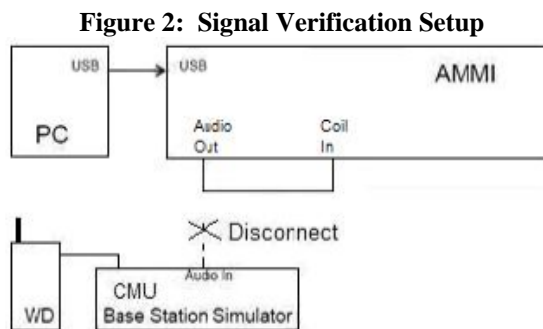 Figure 2: Signal Verification Setup
USB
USB
AMMI
PC
Audio
Out
Coil
In
Disconnect
Audio In
CMU
WD
Base Station Simulator